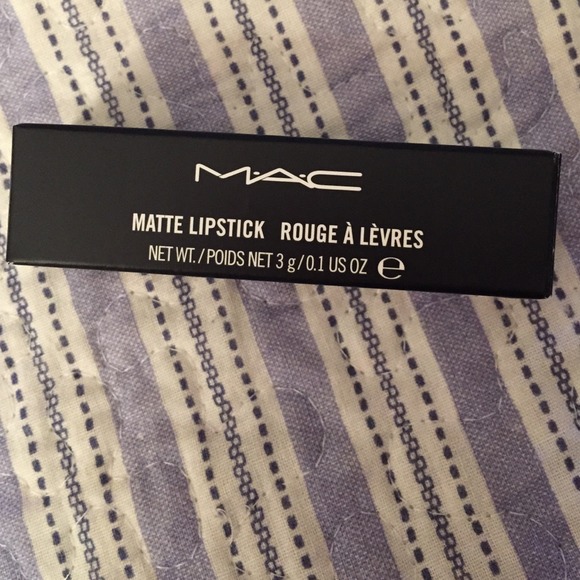 M·A·C
MATTE LIPSTICK ROUGE À LÈVRES
NET WT./POIDS NET 3 g/0.1 US OZ ℮